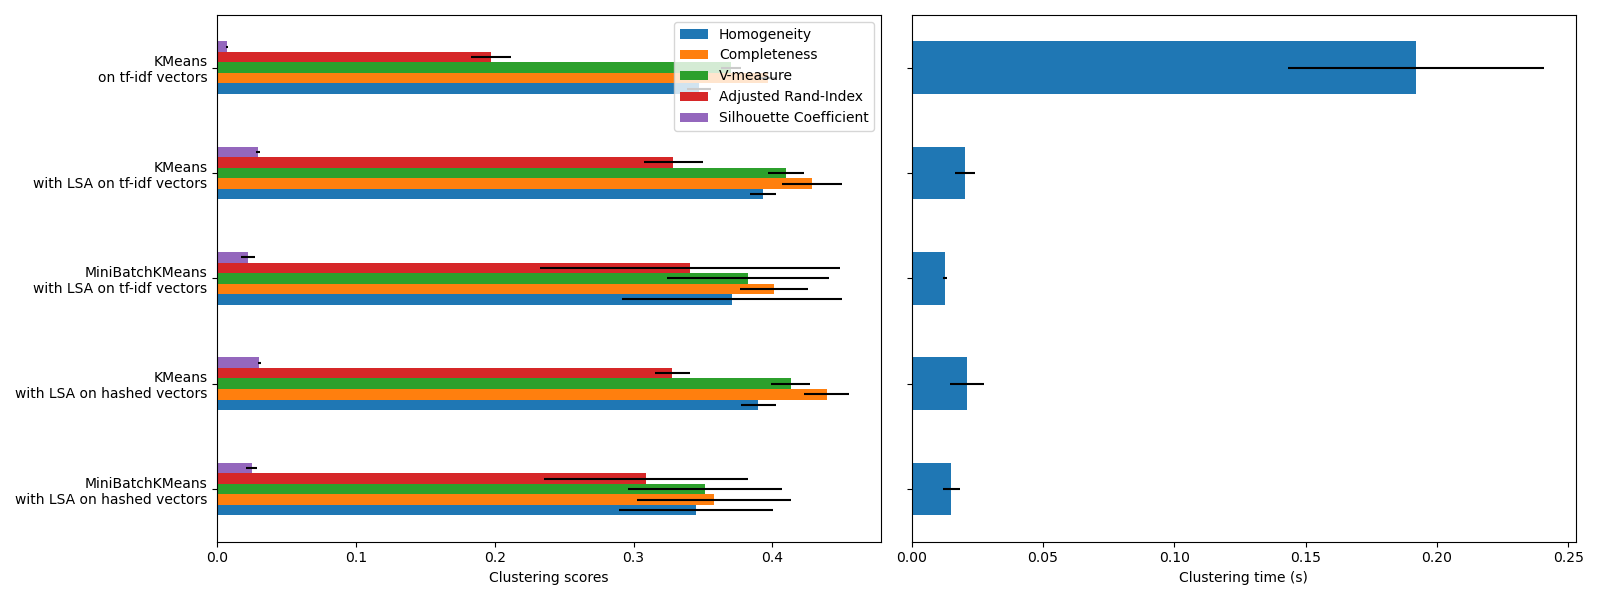 KMeans
on tf-idf vectors
KMeans
with LSA on tf-idf vectors
MiniBatchKMeans
with LSA on tf-idf vectors
KMeans
with LSA on hashed vectors
MiniBatchKMeans
with LSA on hashed vectors
Homogeneity
Completeness
V-measure
Adjusted Rand-Index
Silhouette Coefficient
0.0 0.1 0.2 0.3 0.4
Clustering scores
0.00 0.05 0.10 0.15 0.20 0.25
Clustering time (s)